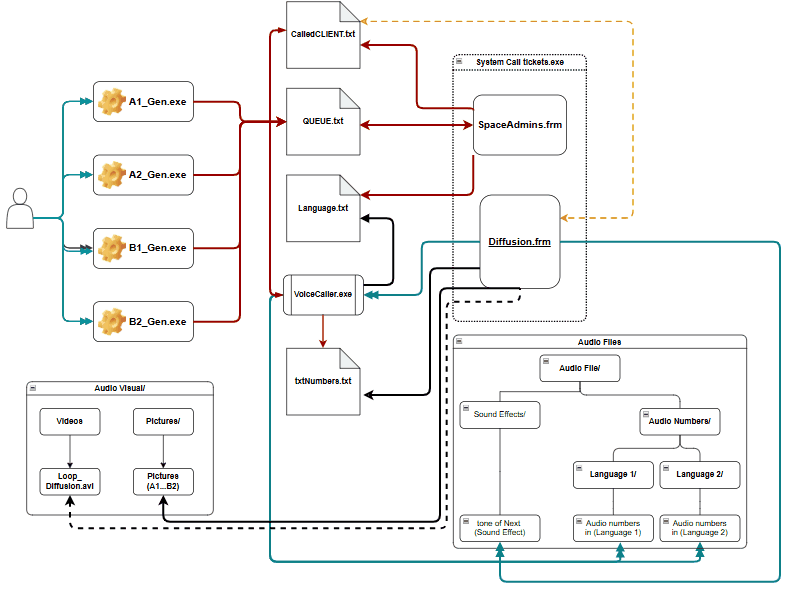 CalledCLIENT.txt
System Call tickets.exe
A1_Gen.exe
QUEUE.txt
SpaceAdmins.frm
A2_Gen.exe
Language.txt
B1_Gen.exe
Diffusion.frm
VoiceCaller.exe
B2_Gen.exe
txtNumbers.txt
Audio Visual/
Videos
Pictures/
Loop_
Diffusion.avi
Pictures
(A1...B2)
Audio Files
Audio File/
Sound Effects/
Audio Numbers/
Language 1/
Language 2/
tone of Next
(Sound Effect)
Audio numbers
in (Language 1)
Audio numbers
in (Language 2)